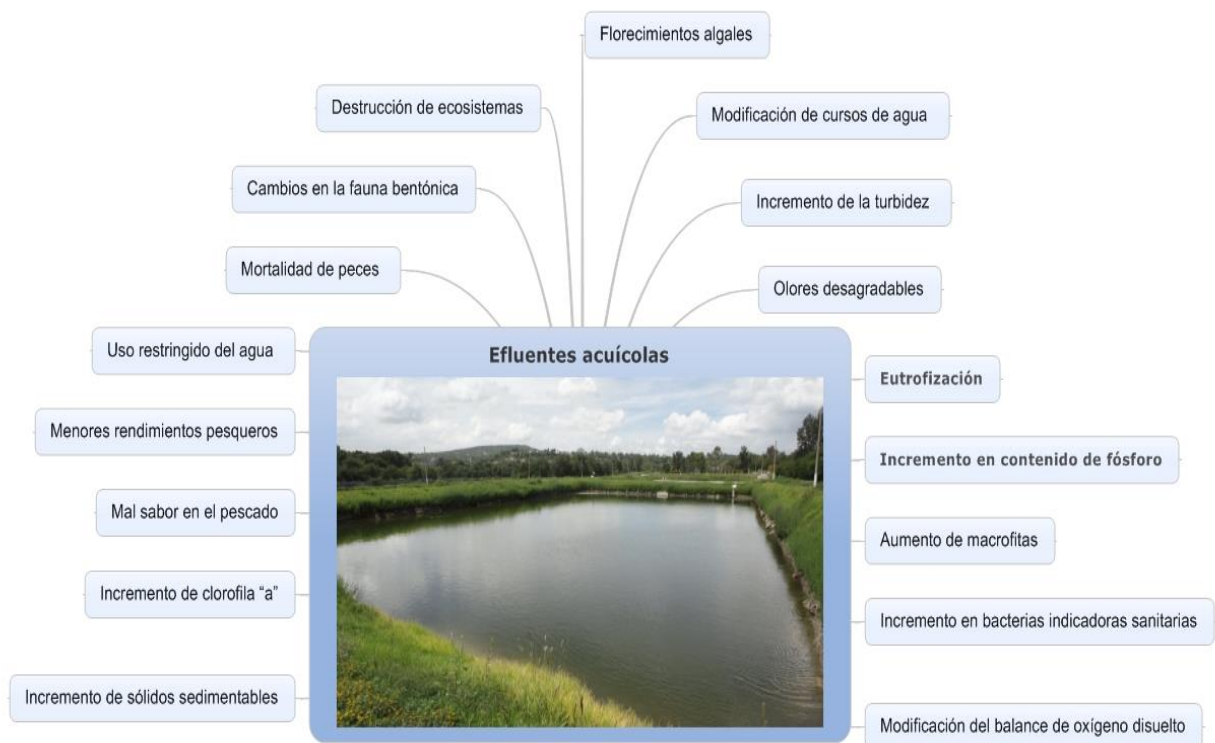 Florecimientos algales
Destrucción de ecosistemas
Modificación de cursos de agua
Cambios en la fauna bentónica
Incremento de la turbidez
Mortalidad de peces
Olores desagradables
Uso restringido del agua
Efluentes acuícolas
Eutrofización
Menores rendimientos pesqueros
Incremento en contenido de fósforo
Mal sabor en el pescado
Aumento de macrofitas
Incremento de clorofila “a”
Incremento en bacterias indicadoras sanitarias
Incremento de sólidos sedimentables
Modificación del balance de oxígeno disuelto